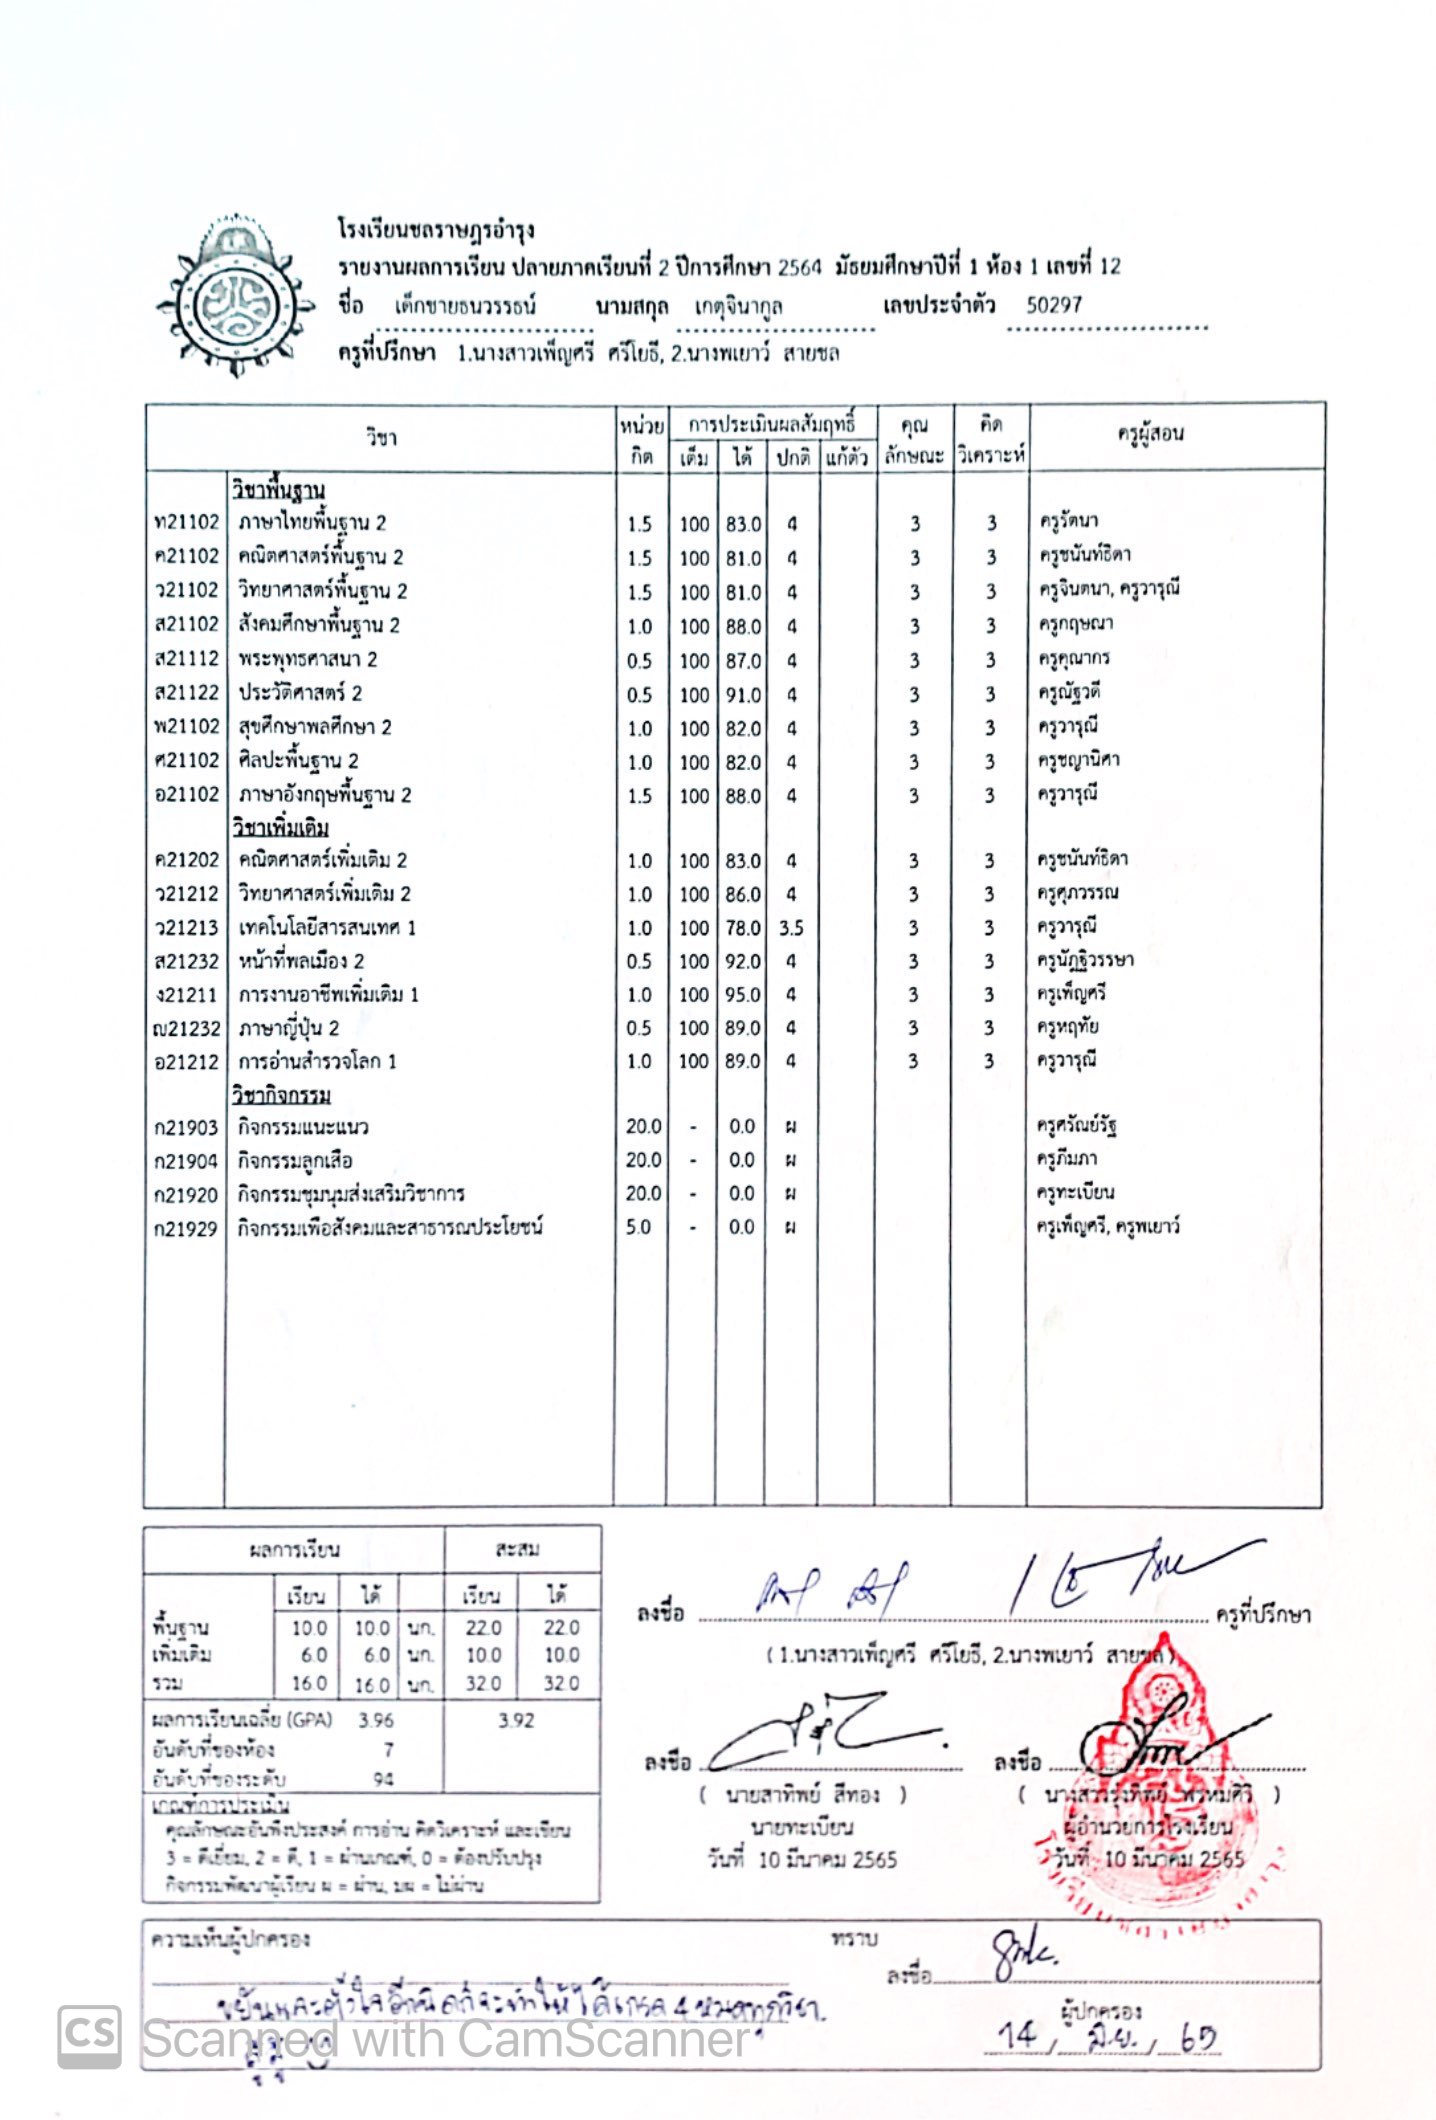 โรงเรียนชลราษฎรอำรุง
รายงานผลการเรียน ปลายภาคเรียนที่ 2 ปีการศึกษา 2564 มัธยมศึกษาปีที่ 1 ห้อง 1 เลขที่ 12
ชื่อ เด็กชายธนวรรธน์ นามสกุล เกตุจินากูล เลขประจำตัว 50297
ครูที่ปรึกษา 1.นางสาวเพ็ญศรี ศรีโยธี, 2.นางพเยาว์ สายชล
วิชา หน่วยกิต การประเมินผลสัมฤทธิ์ คุณลักษณะ คิดวิเคราะห์ ครูผู้สอน
เต็ม ได้ ปกติ แก้ตัว
วิชาพื้นฐาน
ท21102 ภาษาไทยพื้นฐาน 2 1.5 100 83.0 4 3 3 ครูรัตนา
ค21102 คณิตศาสตร์พื้นฐาน 2 1.5 100 81.0 4 3 3 ครูชนันท์ธิดา
ว21102 วิทยาศาสตร์พื้นฐาน 2 1.5 100 81.0 4 3 3 ครูจินตนา, ครูวารุณี
ส21102 สังคมศึกษาพื้นฐาน 2 1.0 100 88.0 4 3 3 ครูกฤษณา
ส21112 พระพุทธศาสนา 2 0.5 100 87.0 4 3 3 ครูคุณากร
ส21122 ประวัติศาสตร์ 2 0.5 100 91.0 4 3 3 ครูณัฐวดี
พ21102 สุขศึกษาพลศึกษา 2 1.0 100 82.0 4 3 3 ครูวารุณี
ศ21102 ศิลปะพื้นฐาน 2 1.0 100 82.0 4 3 3 ครูชญานิศา
อ21102 ภาษาอังกฤษพื้นฐาน 2 1.5 100 88.0 4 3 3 ครูวารุณี
วิชาเพิ่มเติม
ค21202 คณิตศาสตร์เพิ่มเติม 2 1.0 100 83.0 4 3 3 ครูชนันท์ธิดา
ว21212 วิทยาศาสตร์เพิ่มเติม 2 1.0 100 86.0 4 3 3 ครูศุภวรรณ
ว21213 เทคโนโลยีสารสนเทศ 1 1.0 100 78.0 3.5 3 3 ครูวารุณี
ส21232 หน้าที่พลเมือง 2 0.5 100 92.0 4 3 3 ครูนัฏฐิวรรษา
ง21211 การงานอาชีพเพิ่มเติม 1 1.0 100 95.0 4 3 3 ครูเพ็ญศรี
ญ21232 ภาษาญี่ปุ่น 2 0.5 100 89.0 4 3 3 ครูหฤทัย
อ21212 การอ่านสำรวจโลก 1 1.0 100 89.0 4 3 3 ครูวารุณี
วิชากิจกรรม
ก21903 กิจกรรมแนะแนว 20.0 - 0.0 ผ ครูศรัณย์รัฐ
ก21904 กิจกรรมลูกเสือ 20.0 - 0.0 ผ ครูภีมภา
ก21920 กิจกรรมชุมนุมส่งเสริมวิชาการ 20.0 - 0.0 ผ ครูทะเบียน
ก21929 กิจกรรมเพื่อสังคมและสาธารณประโยชน์ 5.0 - 0.0 ผ ครูเพ็ญศรี, ครูพเยาว์
ผลการเรียน สะสม
เรียน ได้ เรียน ได้
พื้นฐาน 10.0 10.0 นก. 22.0 22.0
เพิ่มเติม 6.0 6.0 นก. 10.0 10.0
รวม 16.0 16.0 นก. 32.0 32.0
ผลการเรียนเฉลี่ย (GPA) 3.96 3.92
อันดับที่ของห้อง 7
อันดับที่ของระดับ 94
เกณฑ์การประเมิน
คุณลักษณะอันพึงประสงค์ การอ่าน คิดวิเคราะห์ และเขียน
3 = ดีเยี่ยม, 2 = ดี, 1 = ผ่านเกณฑ์, 0 = ต้องปรับปรุง
กิจกรรมพัฒนาผู้เรียน ผ = ผ่าน, มผ = ไม่ผ่าน
ลงชื่อ ครูที่ปรึกษา
( 1.นางสาวเพ็ญศรี ศรีโยธี, 2.นางพเยาว์ สายชล )
ลงชื่อ ลงชื่อ
( นายสาทิพย์ สีทอง ) ( นางสาวรุ่งทิพย์ พรหมศิริ )
นายทะเบียน ผู้อำนวยการโรงเรียน
วันที่ 10 มีนาคม 2565 วันที่ 10 มีนาคม 2565
ความเห็นผู้ปกครอง ทราบ
ลงชื่อ
ขยันและตั้งใจอีกนิดก็จะทำให้ได้เกรด 4 หมดทุกวิชา.
ผู้ปกครอง
สู้ๆ
14 / มิ.ย. / 65
CS Scanned with CamScanner